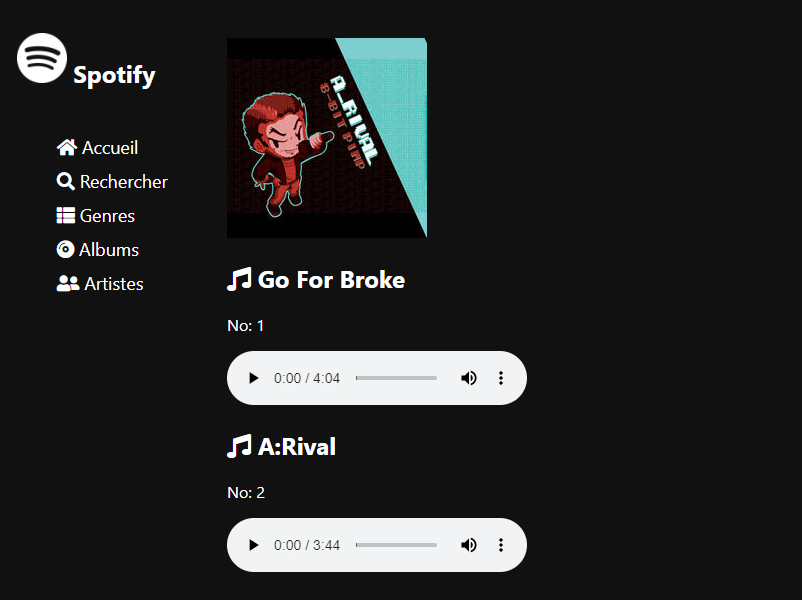 Spotify
Accueil
Rechercher
Genres
Albums
Artistes
A_RIVAL
8-BIT PIMP
Go For Broke
No: 1
0:00 / 4:04
A:Rival
No: 2
0:00 / 3:44